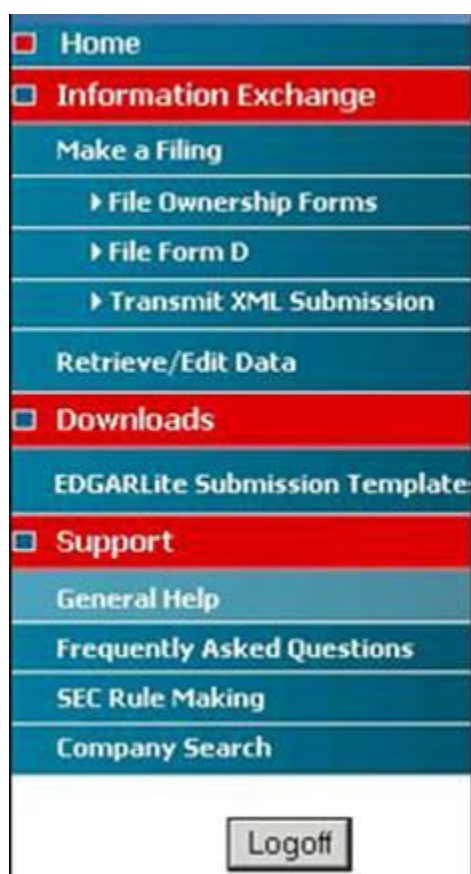 Home
Information Exchange
Make a Filing
File Ownership Forms
File Form D
Transmit XML Submission
Retrieve/Edit Data
Downloads
EDGARLite Submission Template
Support
General Help
Frequently Asked Questions
SEC Rule Making
Company Search
Logoff